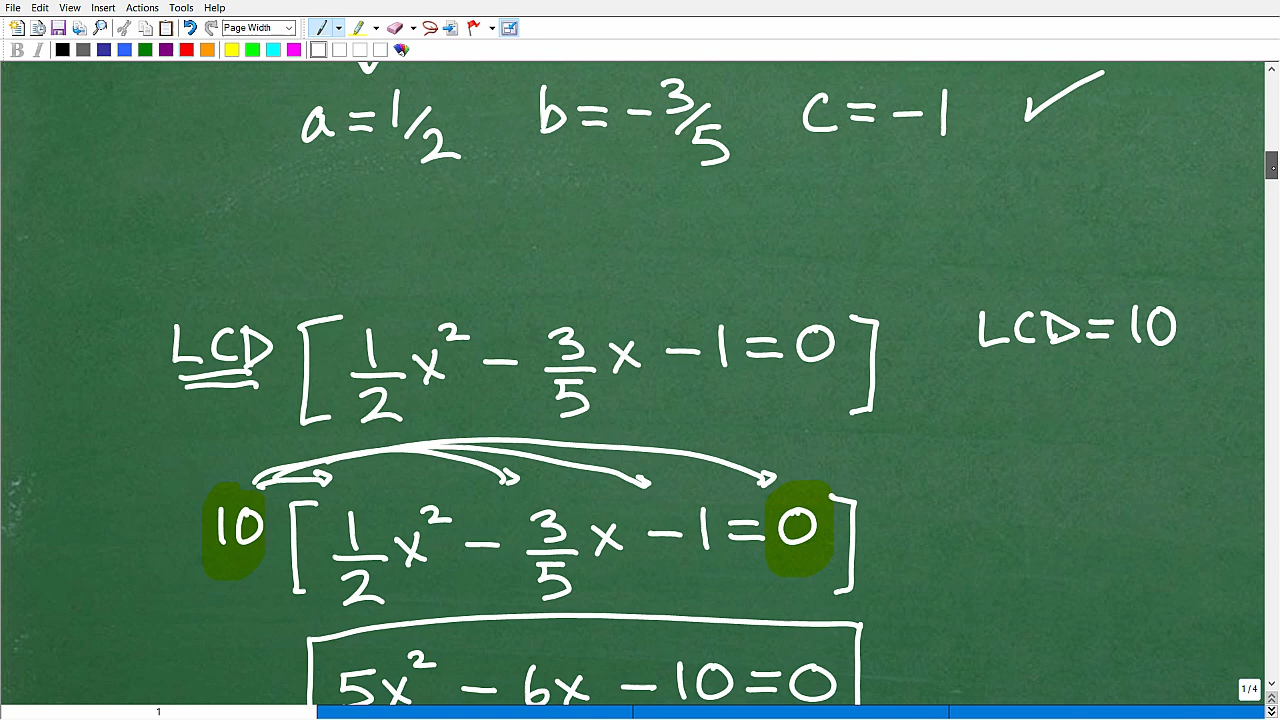 File Edit View Insert Actions Tools Help
Page Width
B I
a = 1/2 b = -3/5 c = -1 ✓
LCD [ 1/2 x² - 3/5 x - 1 = 0 ] LCD = 10
10 [ 1/2 x² - 3/5 x - 1 = 0 ]
5x² - 6x - 10 = 0
1/4
1